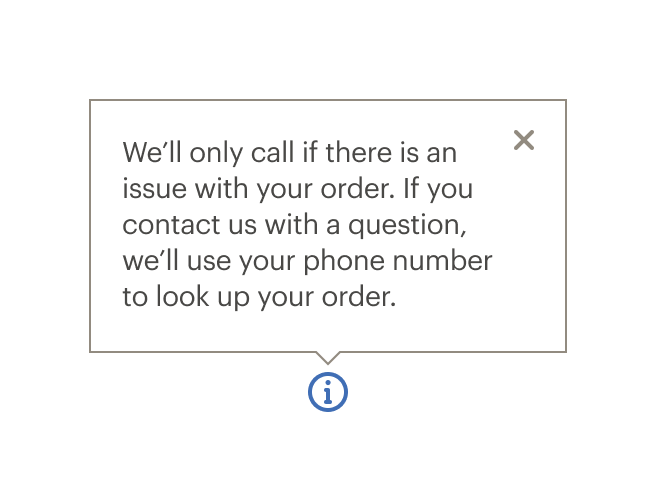 We’ll only call if there is an
issue with your order. If you
contact us with a question,
we’ll use your phone number
to look up your order.